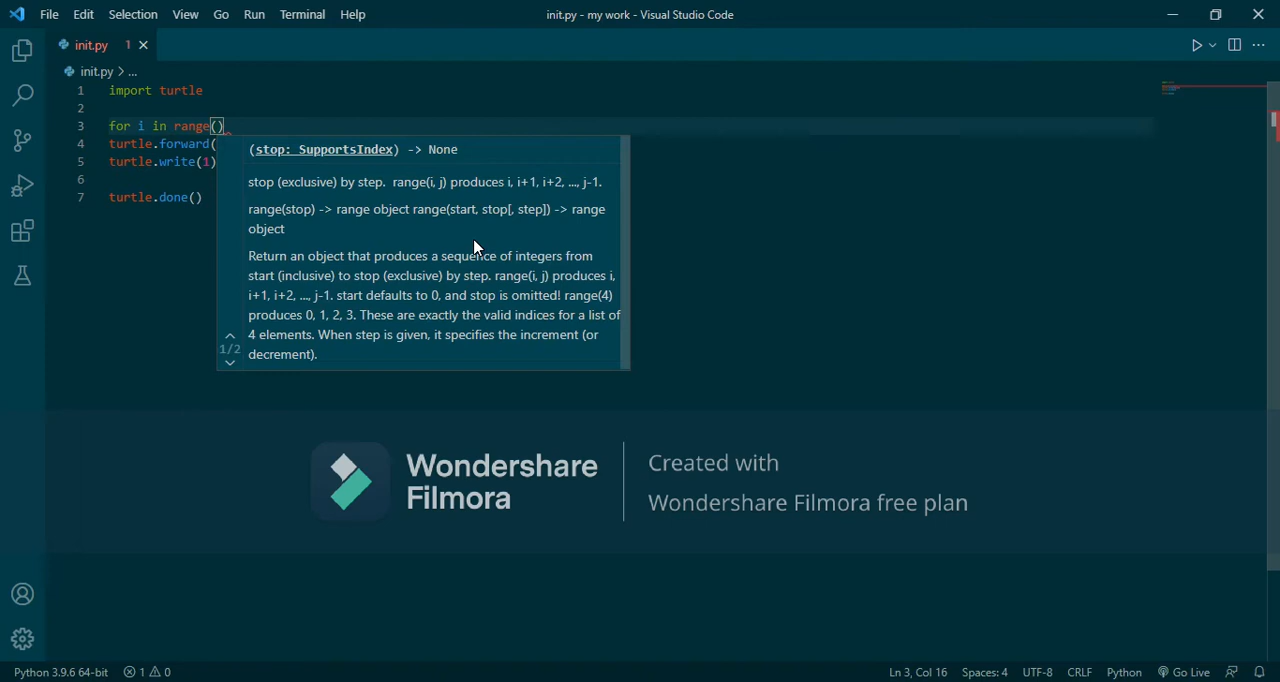 File Edit Selection View Go Run Terminal Help init.py - my work - Visual Studio Code
init.py 1
init.py > ...
1 import turtle
2
3 for i in range()
4 turtle.forward(
5 turtle.write(1)
6
7 turtle.done()
(stop: SupportsIndex) -> None
stop (exclusive) by step. range(i, j) produces i, i+1, i+2, ..., j-1.
range(stop) -> range object range(start, stop[, step]) -> range
object
Return an object that produces a sequence of integers from
start (inclusive) to stop (exclusive) by step. range(i, j) produces i,
i+1, i+2, ..., j-1. start defaults to 0, and stop is omitted! range(4)
produces 0, 1, 2, 3. These are exactly the valid indices for a list of
4 elements. When step is given, it specifies the increment (or
decrement).
1/2
Wondershare
Filmora
Created with
Wondershare Filmora free plan
Python 3.9.6 64-bit 1 0 Ln 3, Col 16 Spaces: 4 UTF-8 CRLF Python Go Live